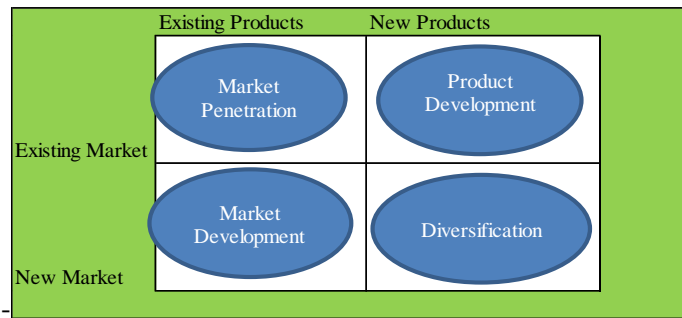 Existing Products New Products
Market
Penetration
Product
Development
Existing Market
Market
Development
Diversification
New Market
-